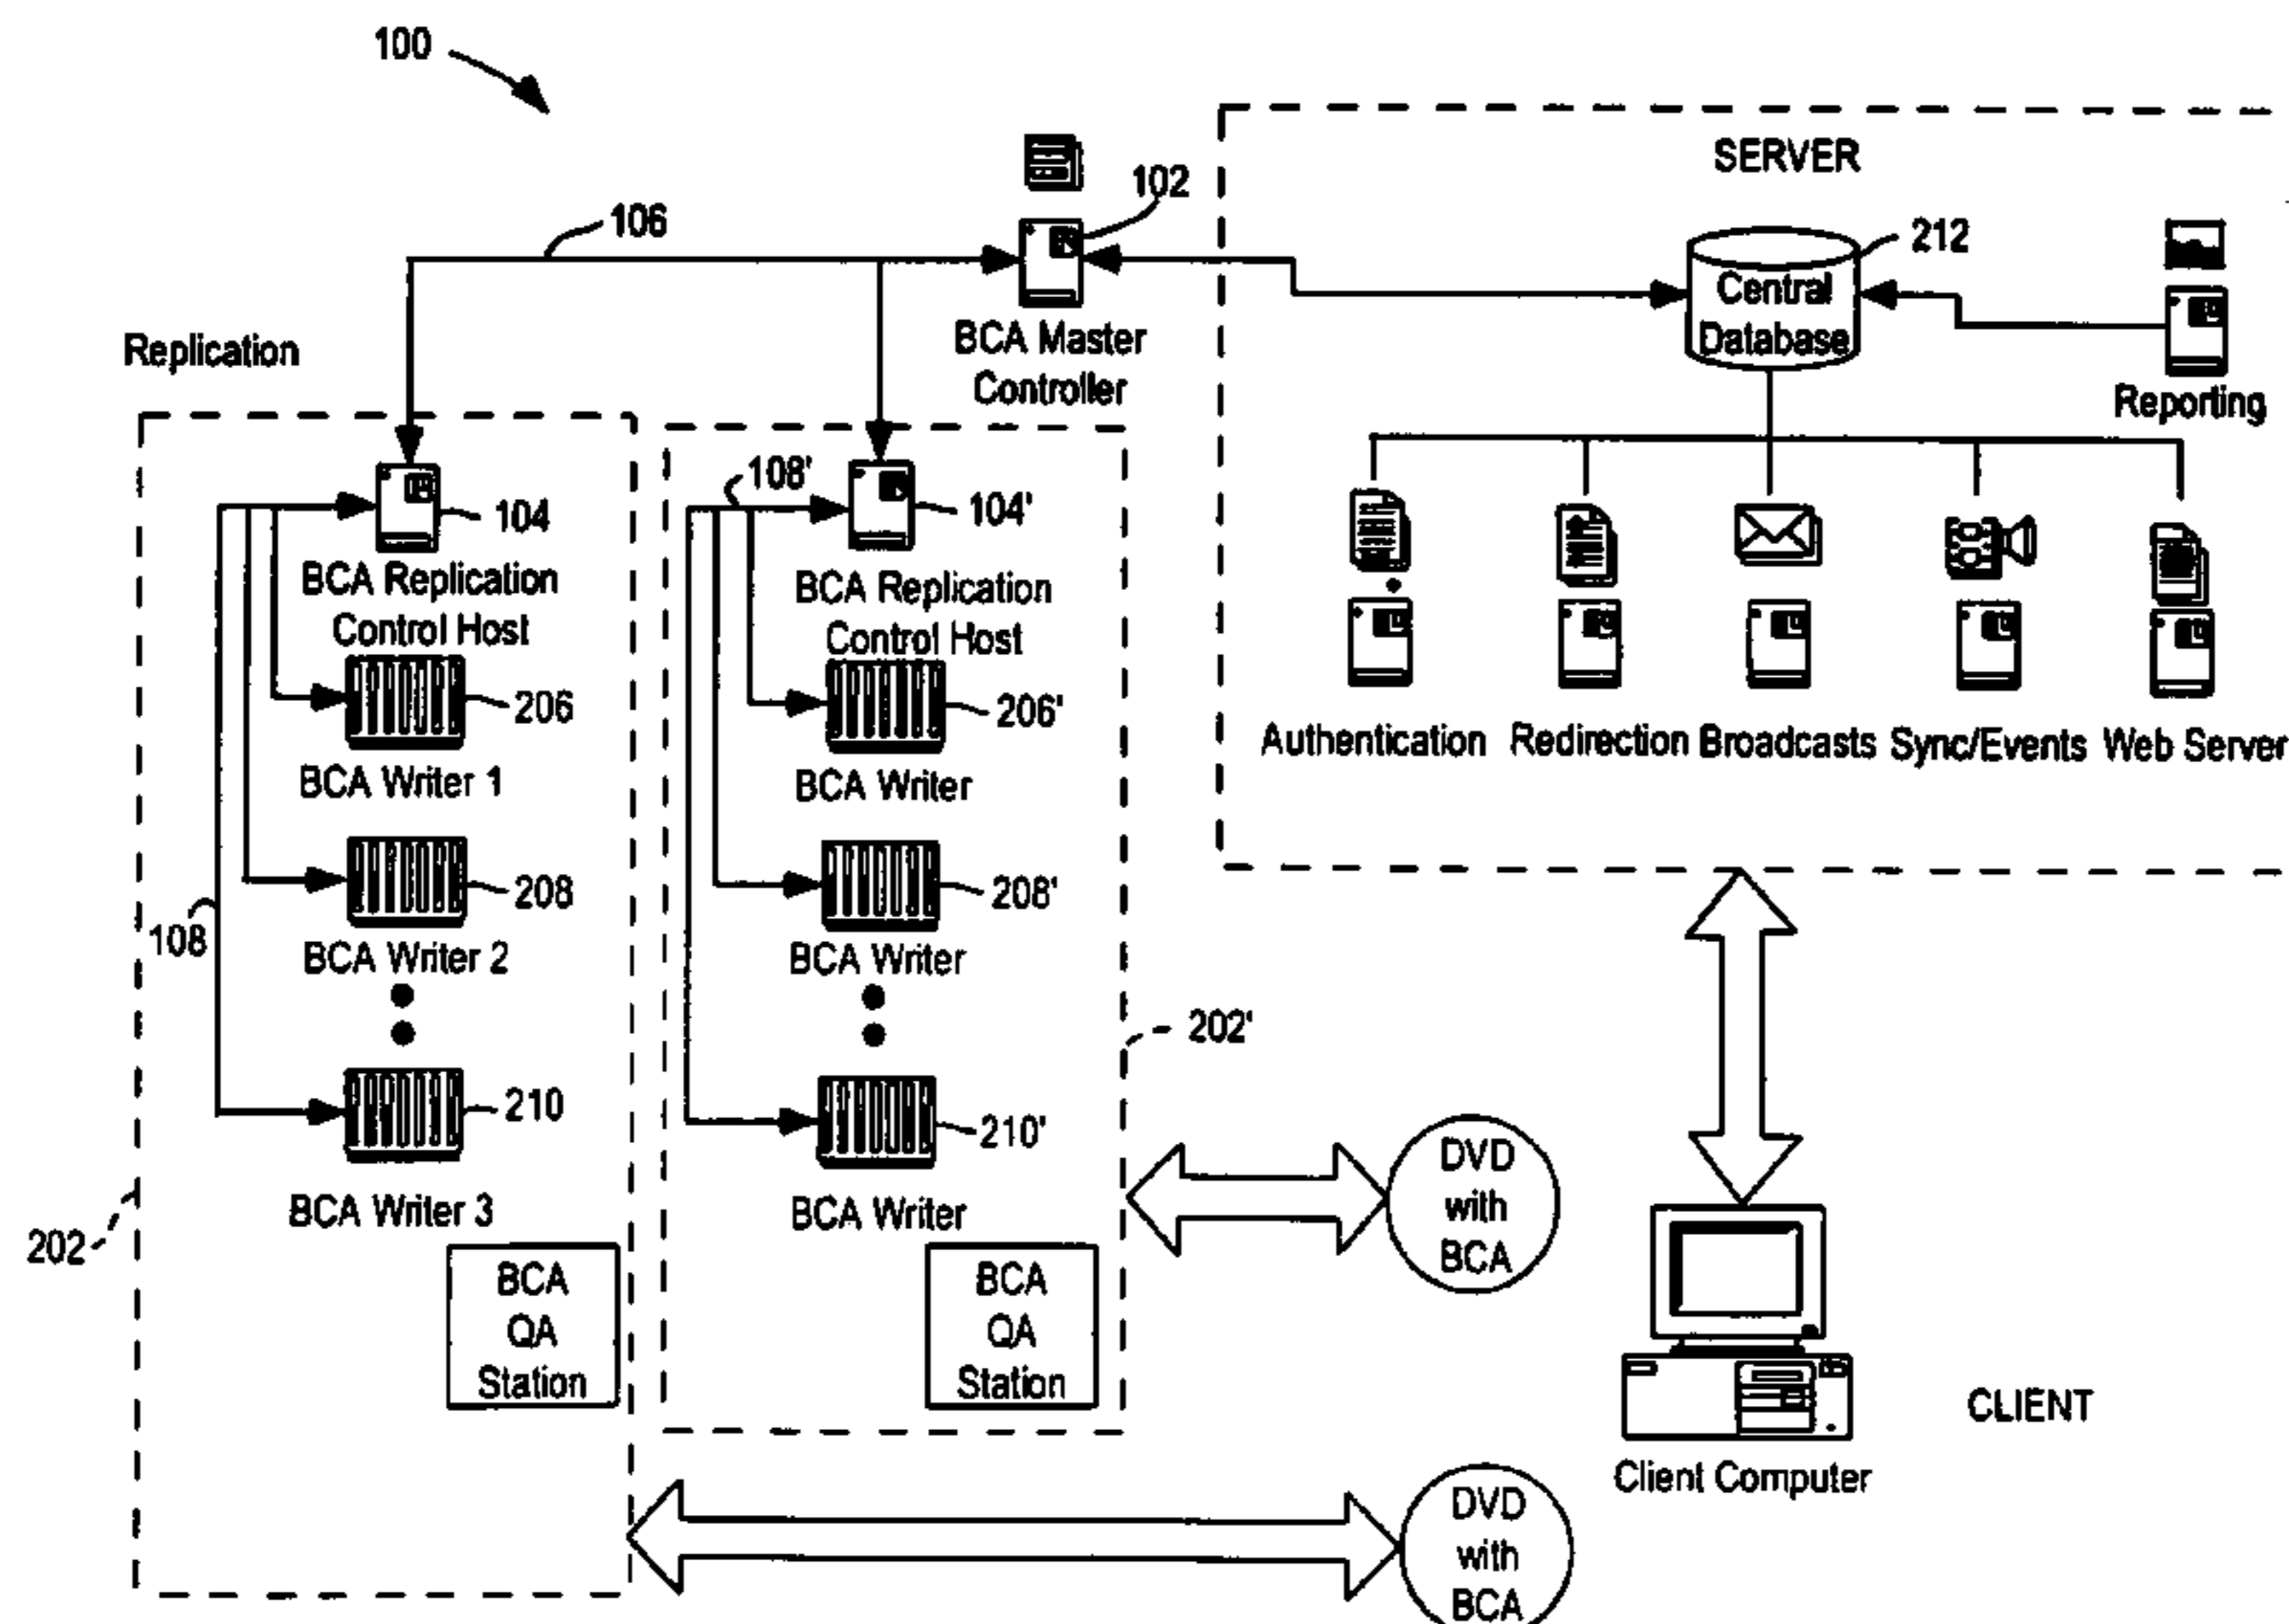 100
SERVER
102
106
212
Central
Database
BCA Master
Controller
Replication
Reporting
104
BCA Replication
Control Host
206
BCA Writer 1
208
108
BCA Writer 2
210
BCA Writer 3
202
BCA
QA
Station
108'
104'
BCA Replication
Control Host
206'
BCA Writer
208'
BCA Writer
202'
210'
BCA Writer
BCA
QA
Station
Authentication
Redirection
Broadcasts
Sync/Events
Web Server
DVD
with
BCA
CLIENT
Client Computer
DVD
with
BCA